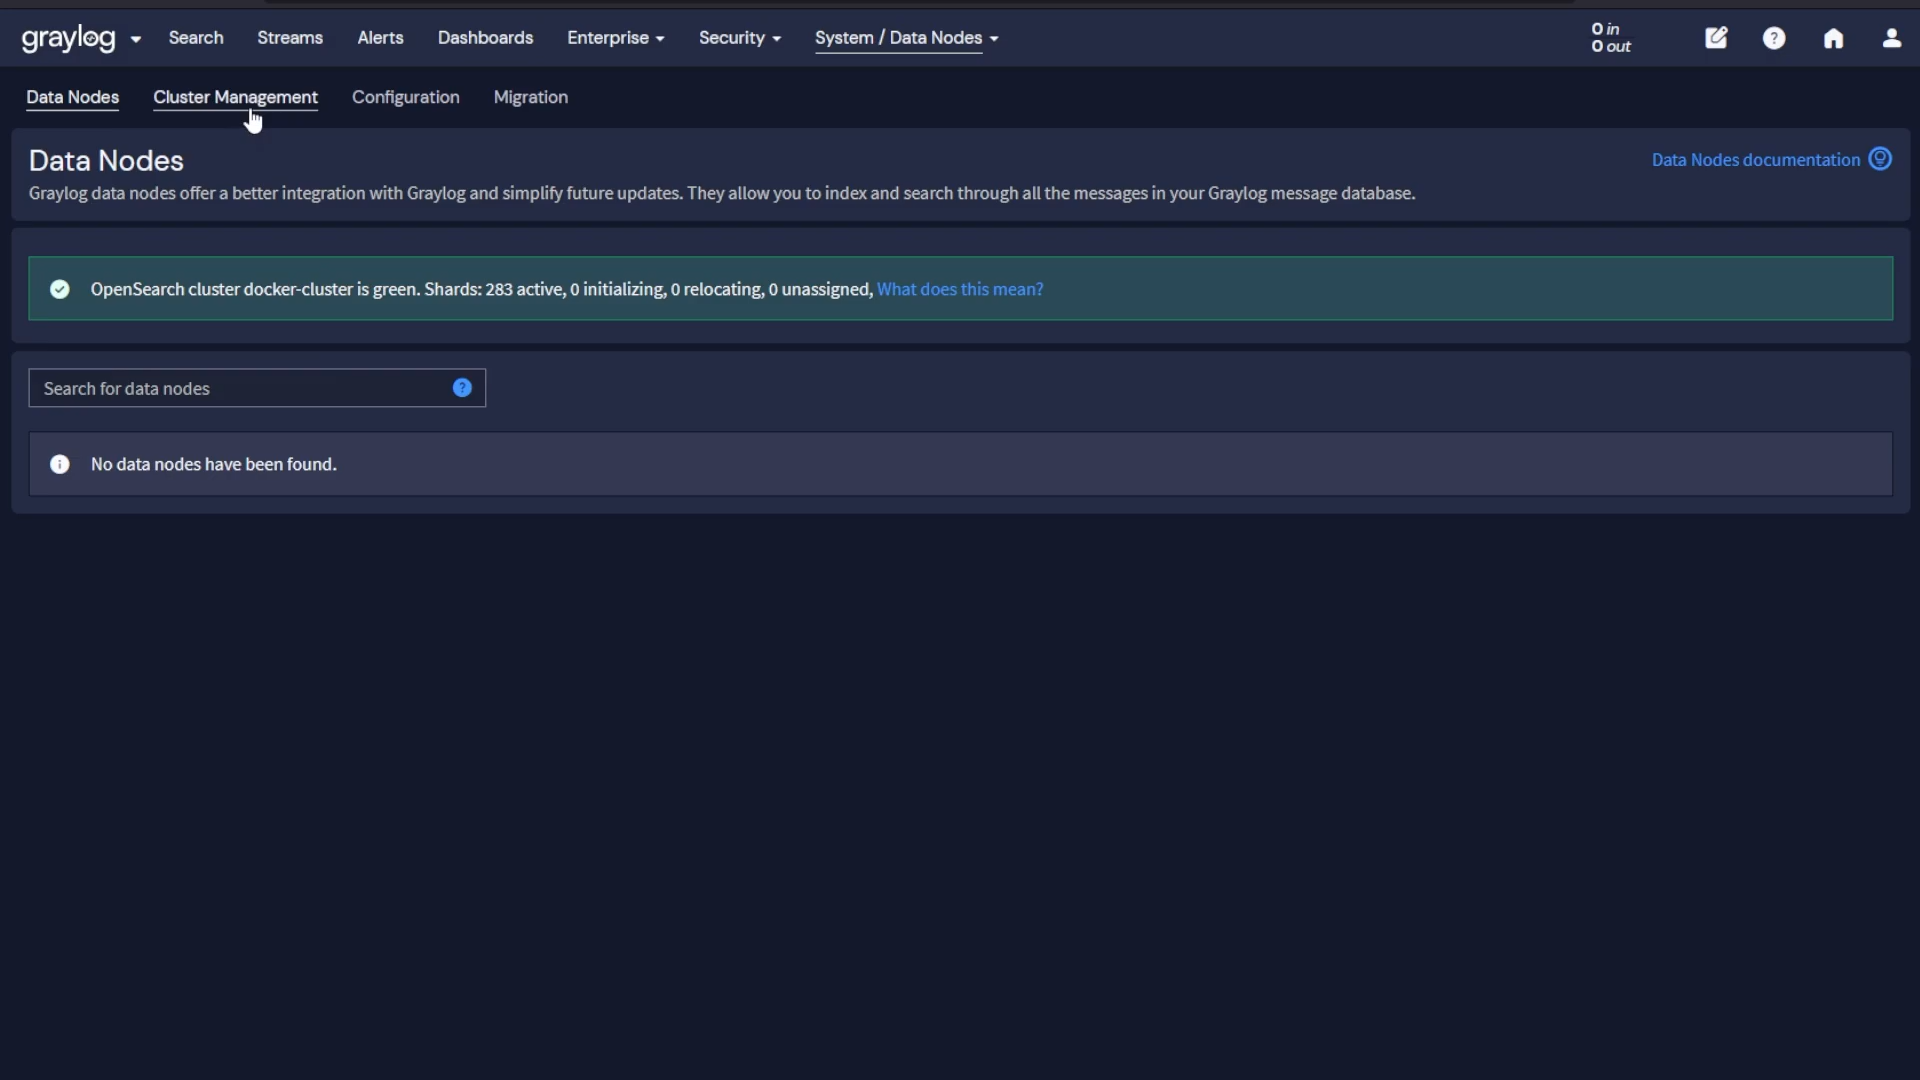 graylog Search Streams Alerts Dashboards Enterprise Security System / Data Nodes
0 in
0 out
Data Nodes Cluster Management Configuration Migration
Data Nodes
Data Nodes documentation
Graylog data nodes offer a better integration with Graylog and simplify future updates. They allow you to index and search through all the messages in your Graylog message database.
OpenSearch cluster docker-cluster is green. Shards: 283 active, 0 initializing, 0 relocating, 0 unassigned, What does this mean?
Search for data nodes
No data nodes have been found.